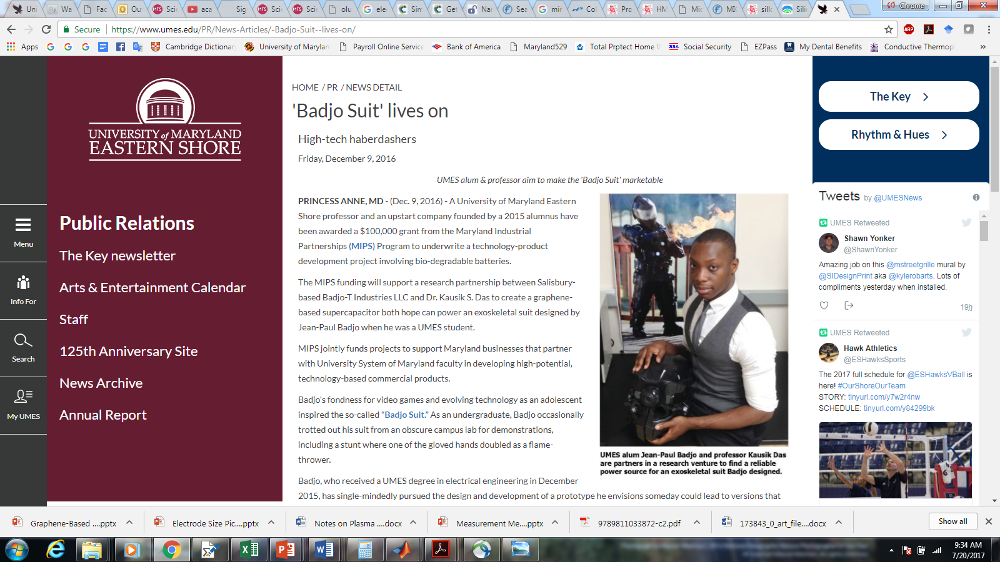 Uni
Wa
Fac
Ou
Sci
aca
Sig
Sci
Sci
olu
ele
Sin
Get
Nan
Sea
mir
Col
Pro
HM
Mic
MIC
sill
Sili
Chrome
Secure
https://www.umes.edu/PR/News-Articles/-Badjo-Suit--lives-on/
Apps
Cambridge Dictionar
University of Marylan
Payroll Online Servic
Bank of America
Maryland529
Total Prptect Home
Social Security
EZPass
My Dental Benefits
Conductive Thermop
»
UNIVERSITY of MARYLAND
EASTERN SHORE
Menu
Info For
Search
My UMES
Public Relations
The Key newsletter
Arts & Entertainment Calendar
Staff
125th Anniversary Site
News Archive
Annual Report
HOME / PR / NEWS DETAIL
'Badjo Suit' lives on
High-tech haberdashers
Friday, December 9, 2016
UMES alum & professor aim to make the 'Badjo Suit' marketable
PRINCESS ANNE, MD - (Dec. 9, 2016) - A University of Maryland Eastern
Shore professor and an upstart company founded by a 2015 alumnus have
been awarded a $100,000 grant from the Maryland Industrial
Partnerships (MIPS) Program to underwrite a technology-product
development project involving bio-degradable batteries.
The MIPS funding will support a research partnership between Salisbury-
based Badjo-T Industries LLC and Dr. Kausik S. Das to create a graphene-
based supercapacitor both hope can power an exoskeletal suit designed by
Jean-Paul Badjo when he was a UMES student.
MIPS jointly funds projects to support Maryland businesses that partner
with University System of Maryland faculty in developing high-potential,
technology-based commercial products.
Badjo's fondness for video games and evolving technology as an adolescent
inspired the so-called “Badjo Suit.” As an undergraduate, Badjo occasionally
trotted out his suit from an obscure campus lab for demonstrations,
including a stunt where one of the gloved hands doubled as a flame-
thrower.
Badjo, who received a UMES degree in electrical engineering in December
2015, has single-mindedly pursued the design and development of a prototype he envisions someday could lead to versions that
UMES alum Jean-Paul Badjo and professor Kausik Das
are partners in a research venture to find a reliable
power source for an exoskeletal suit Badjo designed.
The Key
Rhythm & Hues
Tweets by @UMESNews
UMES Retweeted
Shawn Yonker
@ShawnYonker
Amazing job on this @mstreetgrille mural by
@SIDesignPrint aka @kylerobarts. Lots of
compliments yesterday when installed.
19h
UMES Retweeted
Hawk Athletics
@ESHawksSports
The 2017 full schedule for @ESHawksVBall is
here! #OurShoreOurTeam
STORY: tinyurl.com/y7w2r4nw
SCHEDULE: tinyurl.com/y84299bk
Graphene-Based ....pptx
Electrode Size Pic....pptx
Notes on Plasma ....docx
Measurement Me....pptx
9789811033872-c2.pdf
173843_0_art_file....docx
Show all
9:34 AM
7/20/2017